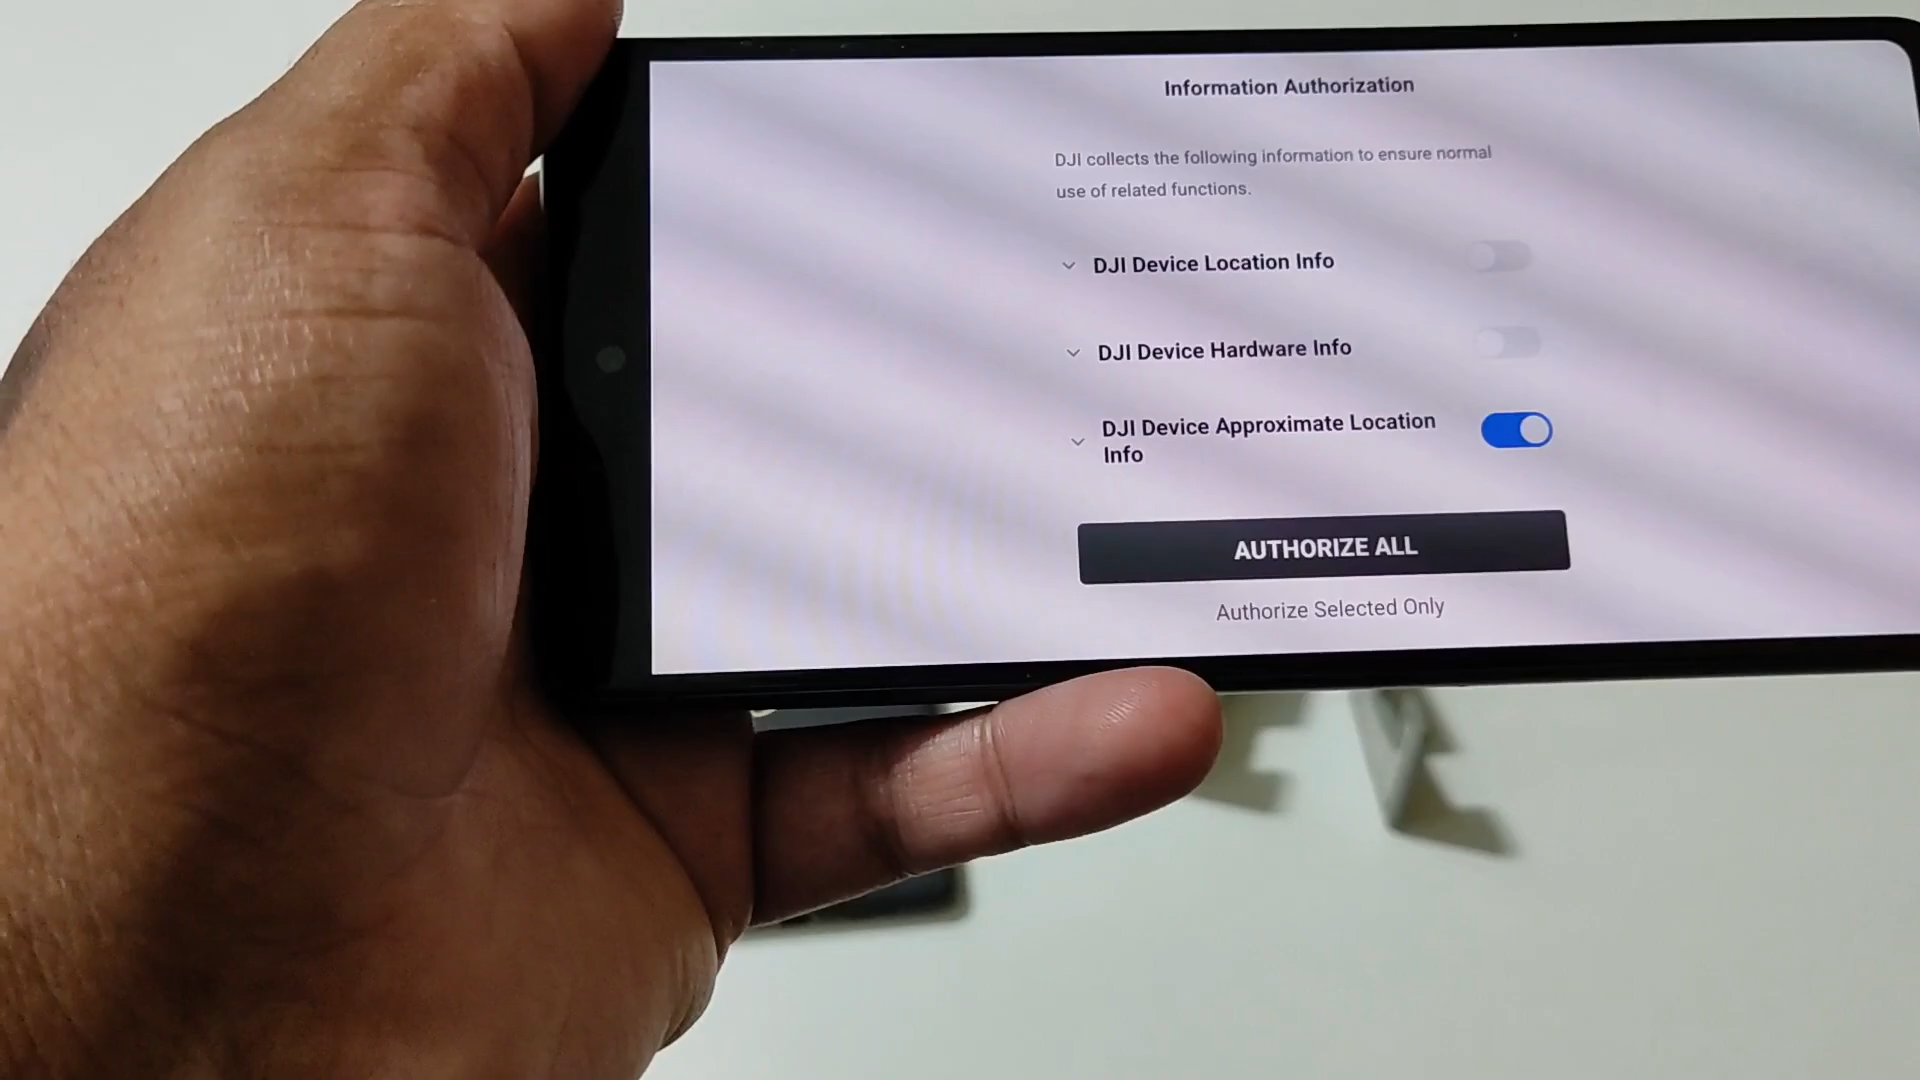 Information Authorization
DJI collects the following information to ensure normal
use of related functions.
DJI Device Location Info
DJI Device Hardware Info
DJI Device Approximate Location
Info
AUTHORIZE ALL
Authorize Selected Only